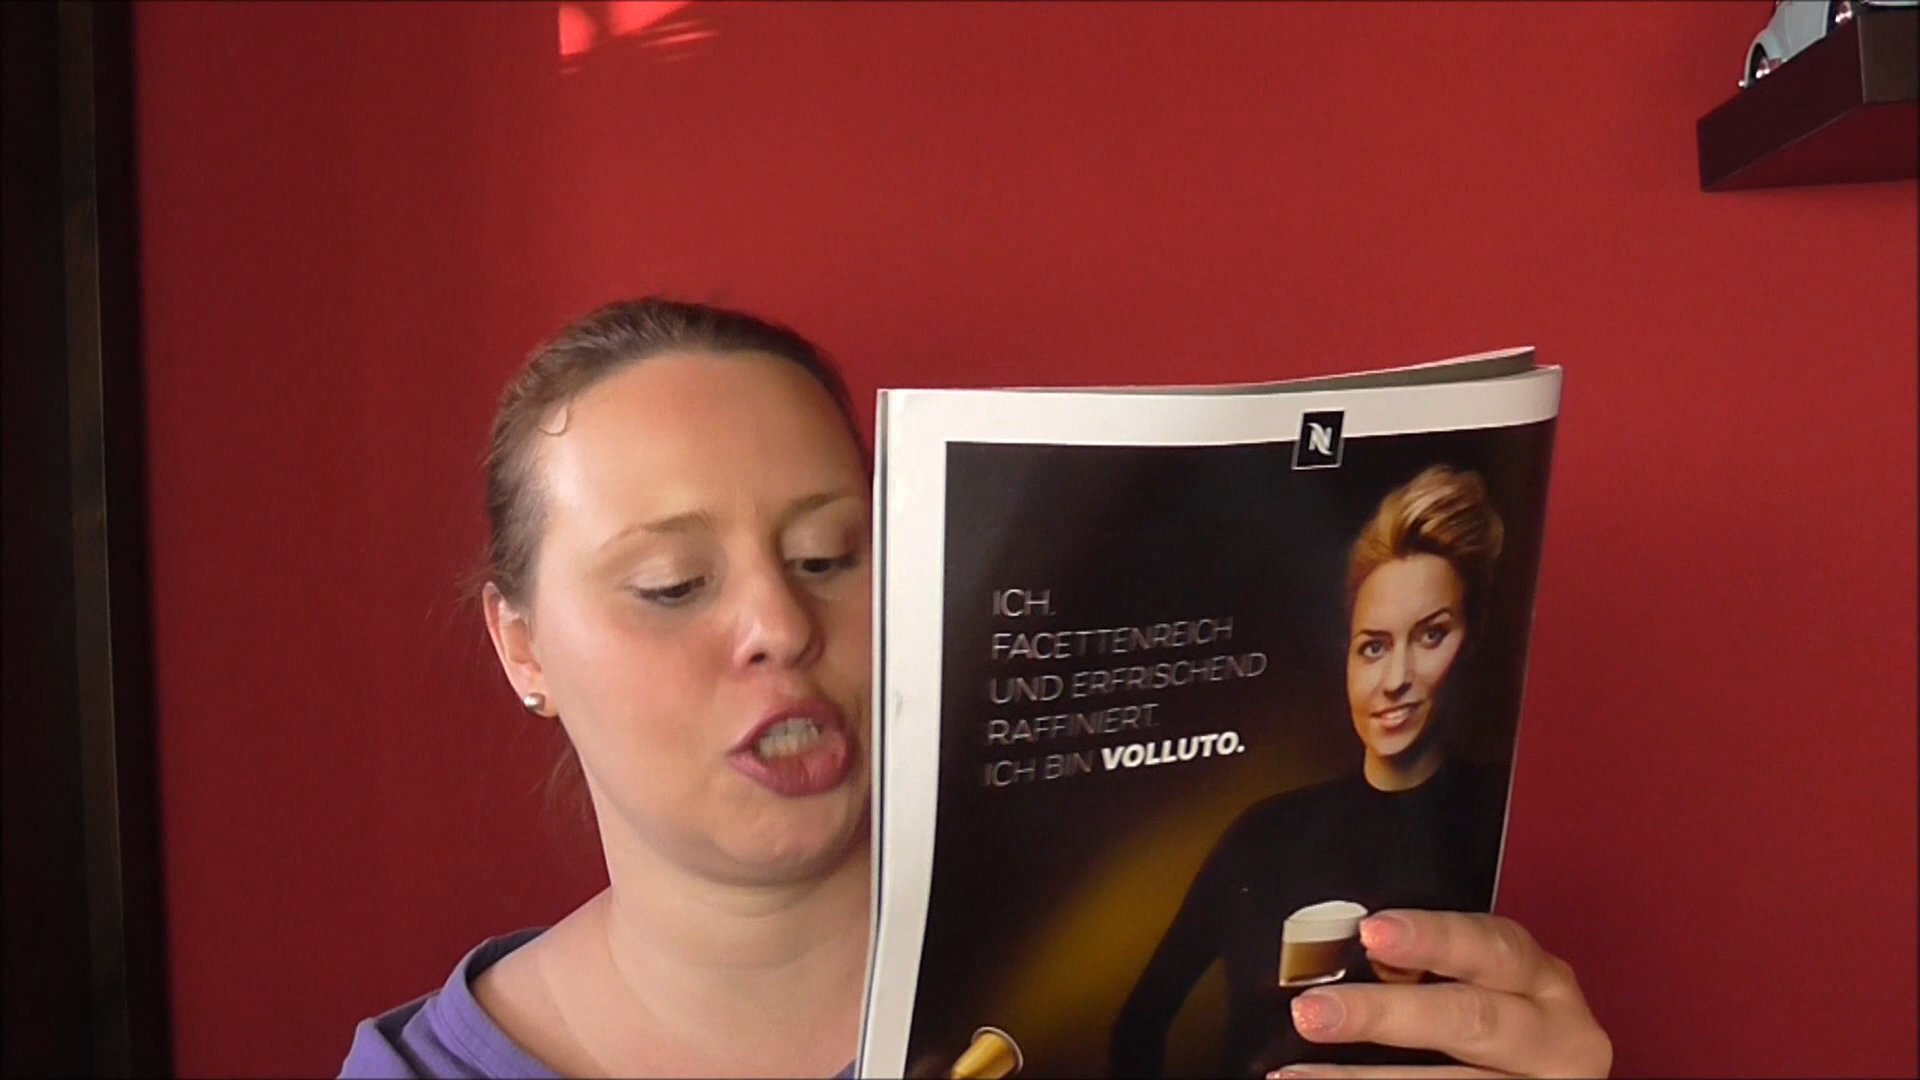 N
ICH.
FACETTENREICH
UND ERFRISCHEND
RAFFINIERT.
ICH BIN VOLLUTO.